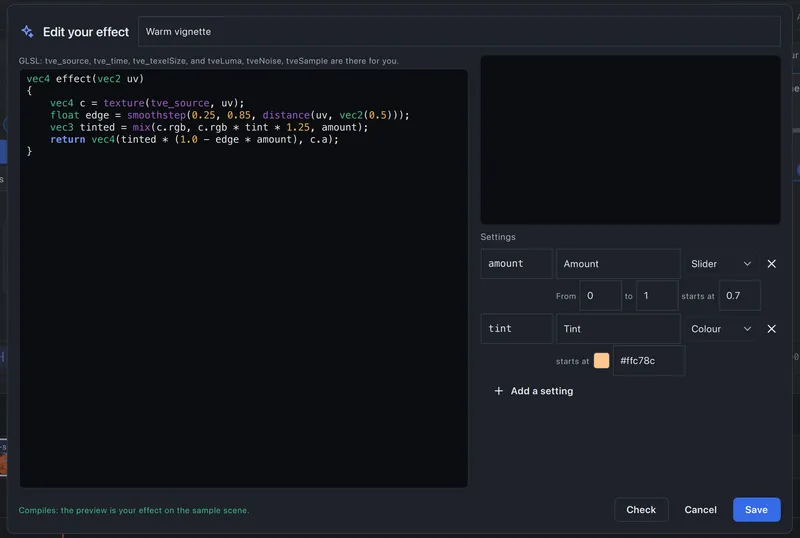 Edit your effect
Warm vignette
GLSL: tve_source, tve_time, tve_texelSize, and tveLuma, tveNoise, tveSample are there for you.
vec4 effect(vec2 uv)
{
    vec4 c = texture(tve_source, uv);
    float edge = smoothstep(0.25, 0.85, distance(uv, vec2(0.5)));
    vec3 tinted = mix(c.rgb, c.rgb * tint * 1.25, amount);
    return vec4(tinted * (1.0 - edge * amount), c.a);
}
Settings
amount Amount Slider
From 0 to 1 starts at 0.7
tint Tint Colour
starts at #ffc78c
+ Add a setting
Compiles: the preview is your effect on the sample scene.
Check Cancel Save